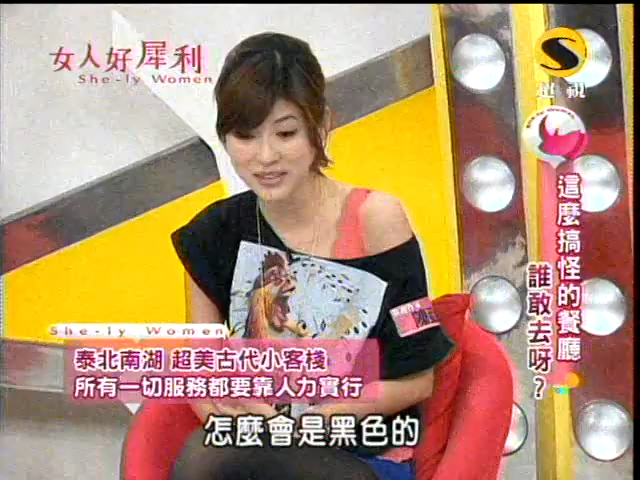 女人好犀利
She-ly Women
超視
這麼搞怪的餐廳
誰敢去呀?
She-ly Women
泰北南湖 超美古代小客棧
所有一切服務都要靠人力實行
怎麼會是黑色的